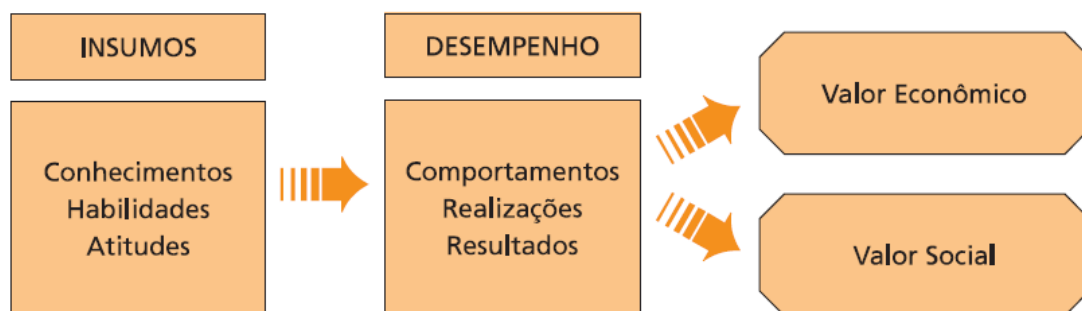 INSUMOS
Conhecimentos
Habilidades
Atitudes
DESEMPENHO
Comportamentos
Realizações
Resultados
Valor Econômico
Valor Social